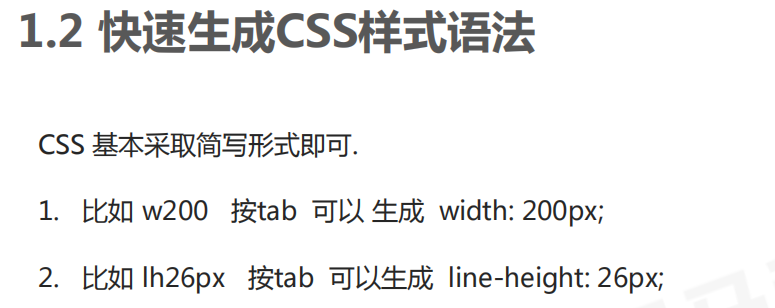 1.2 快速生成CSS样式语法
CSS 基本采取简写形式即可.
1. 比如 w200 按tab 可以 生成 width: 200px;
2. 比如 lh26px 按tab 可以生成 line-height: 26px;